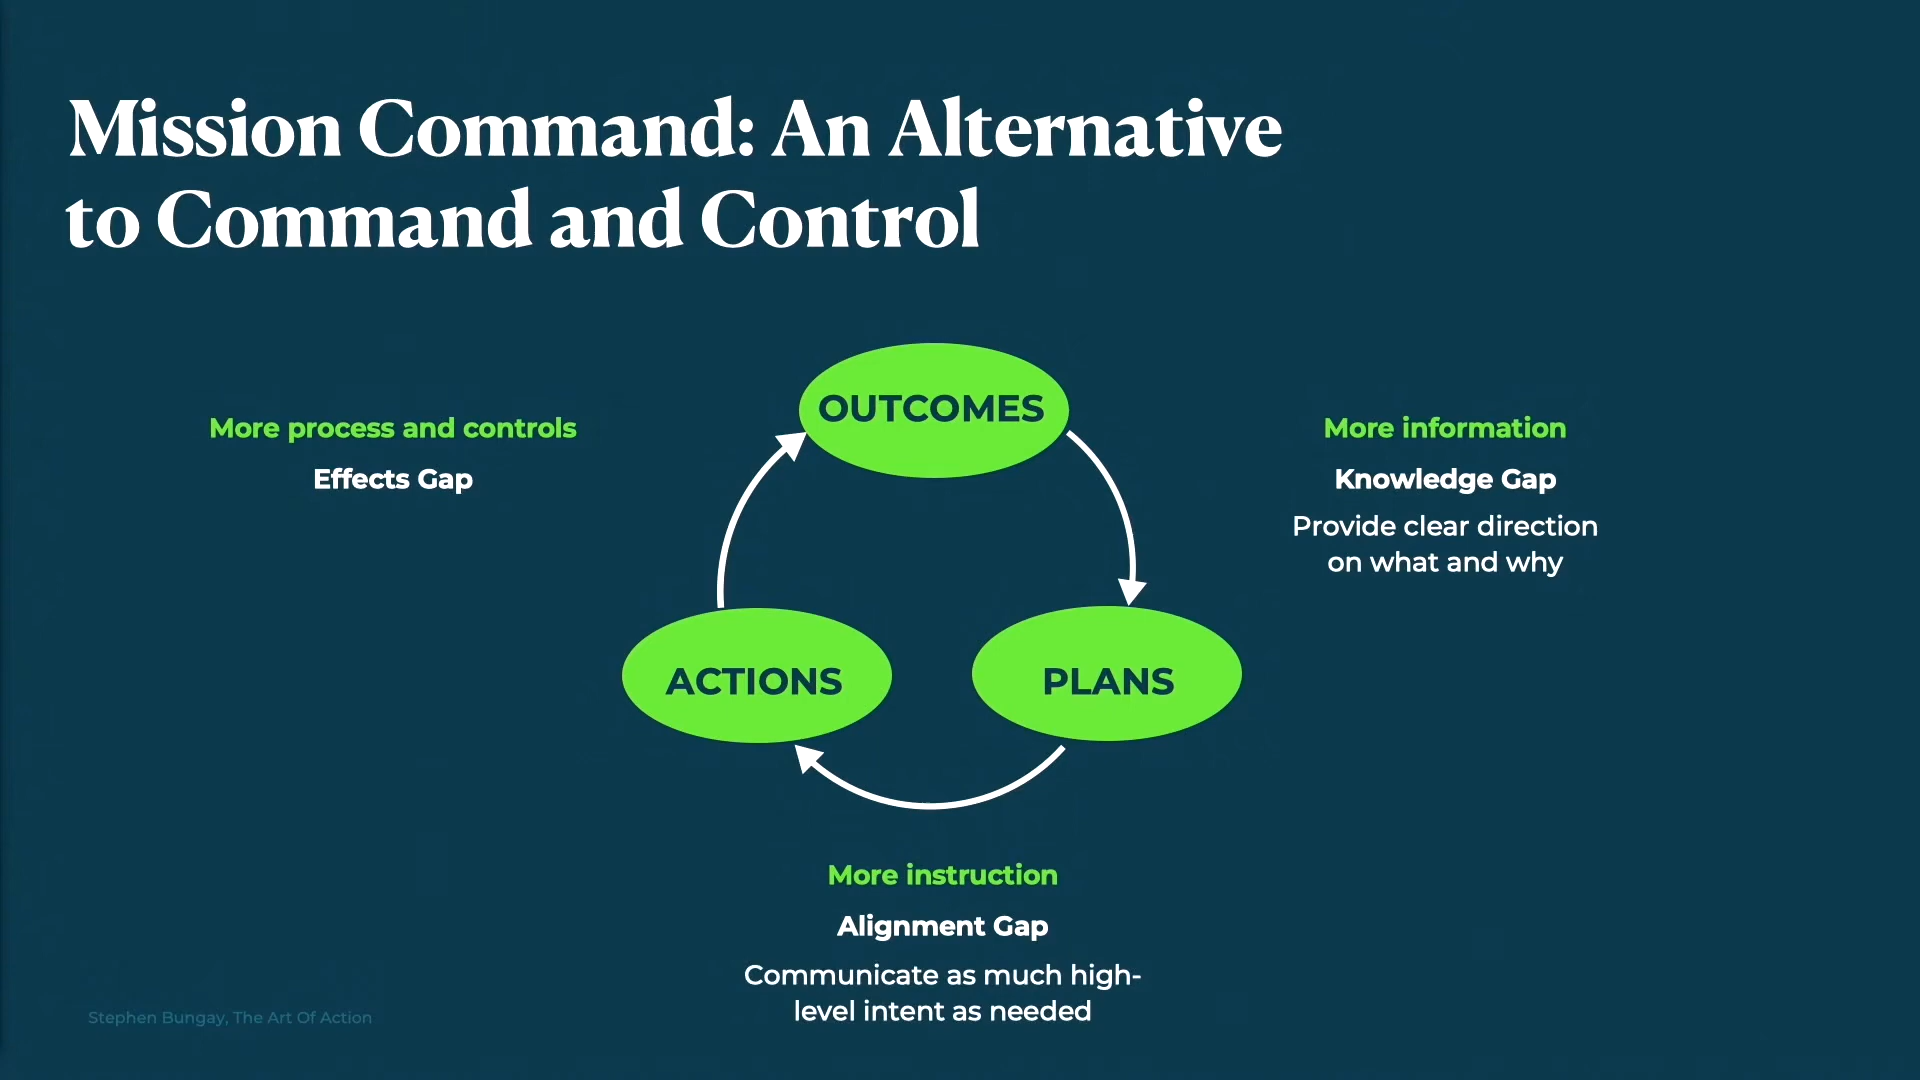 Mission Command: An Alternative
to Command and Control
OUTCOMES
More process and controls
Effects Gap
More information
Knowledge Gap
Provide clear direction
on what and why
ACTIONS
PLANS
More instruction
Alignment Gap
Communicate as much high-
level intent as needed
Stephen Bungay, The Art Of Action